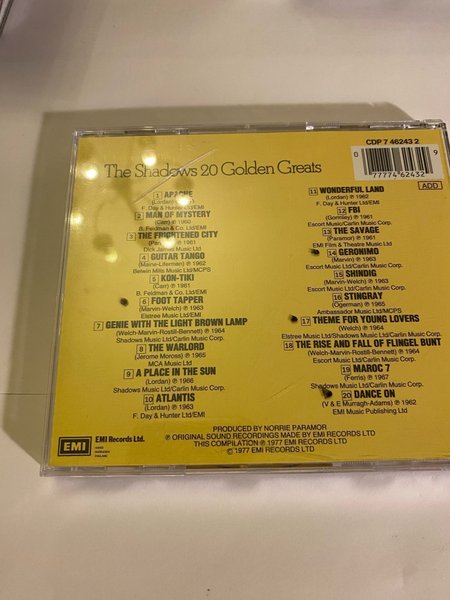 CDP 7 46243 2
0 77774 62432 9
ADD
The Shadows 20 Golden Greats
1 APACHE
(Lordan) ℗ 1960
F. Day & Hunter Ltd/EMI
2 MAN OF MYSTERY
(Carr) ℗ 1960
B. Feldman & Co. Ltd/EMI
3 THE FRIGHTENED CITY
(Paramor) ℗ 1961
Dick James Music Ltd
4 GUITAR TANGO
(Maine-Liferman) ℗ 1962
Belwin Mills Music Ltd/MCPS
5 KON-TIKI
(Carr) ℗ 1961
B. Feldman & Co. Ltd/EMI
6 FOOT TAPPER
(Marvin-Welch) ℗ 1963
Elstree Music Ltd/EMI
7 GENIE WITH THE LIGHT BROWN LAMP
(Welch-Marvin-Rostill-Bennett) ℗ 1964
Shadows Music Ltd/Carlin Music Corp.
8 THE WARLORD
(Jerome Moross) ℗ 1965
MCA Music Ltd
9 A PLACE IN THE SUN
(Lordan) ℗ 1966
Shadows Music Ltd/Carlin Music Corp.
10 ATLANTIS
(Lordan) ℗ 1963
F. Day & Hunter Ltd/EMI
11 WONDERFUL LAND
(Lordan) ℗ 1962
F. Day & Hunter Ltd/EMI
12 FBI
(Gormley) ℗ 1961
Escort Music/Carlin Music Corp.
13 THE SAVAGE
(Paramor) ℗ 1961
EMI Film & Theatre Music Ltd
14 GERONIMO
(Marvin) ℗ 1963
Escort Music Ltd/Carlin Music Corp.
15 SHINDIG
(Marvin-Welch) ℗ 1963
Escort Music Ltd/Carlin Music Corp.
16 STINGRAY
(Ogerman) ℗ 1965
Ambassador Music Ltd/MCPS
17 THEME FOR YOUNG LOVERS
(Welch) ℗ 1964
Elstree Music Ltd/Shadows Music Ltd/Carlin Music Corp.
18 THE RISE AND FALL OF FLINGEL BUNT
(Welch-Marvin-Rostill-Bennett) ℗ 1964
Shadows Music Ltd/Carlin Music Corp.
19 MAROC 7
(Ferris) ℗ 1967
Shadows Music Ltd/Carlin Music Corp.
20 DANCE ON
(V & E Murtagh-Adams) ℗ 1962
EMI Music Publishing Ltd
EMI EMI Records Ltd.
PRODUCED BY NORRIE PARAMOR
℗ ORIGINAL SOUND RECORDINGS MADE BY EMI RECORDS LTD
THIS COMPILATION ℗ 1977 EMI RECORDS LTD
© 1977 EMI RECORDS LTD